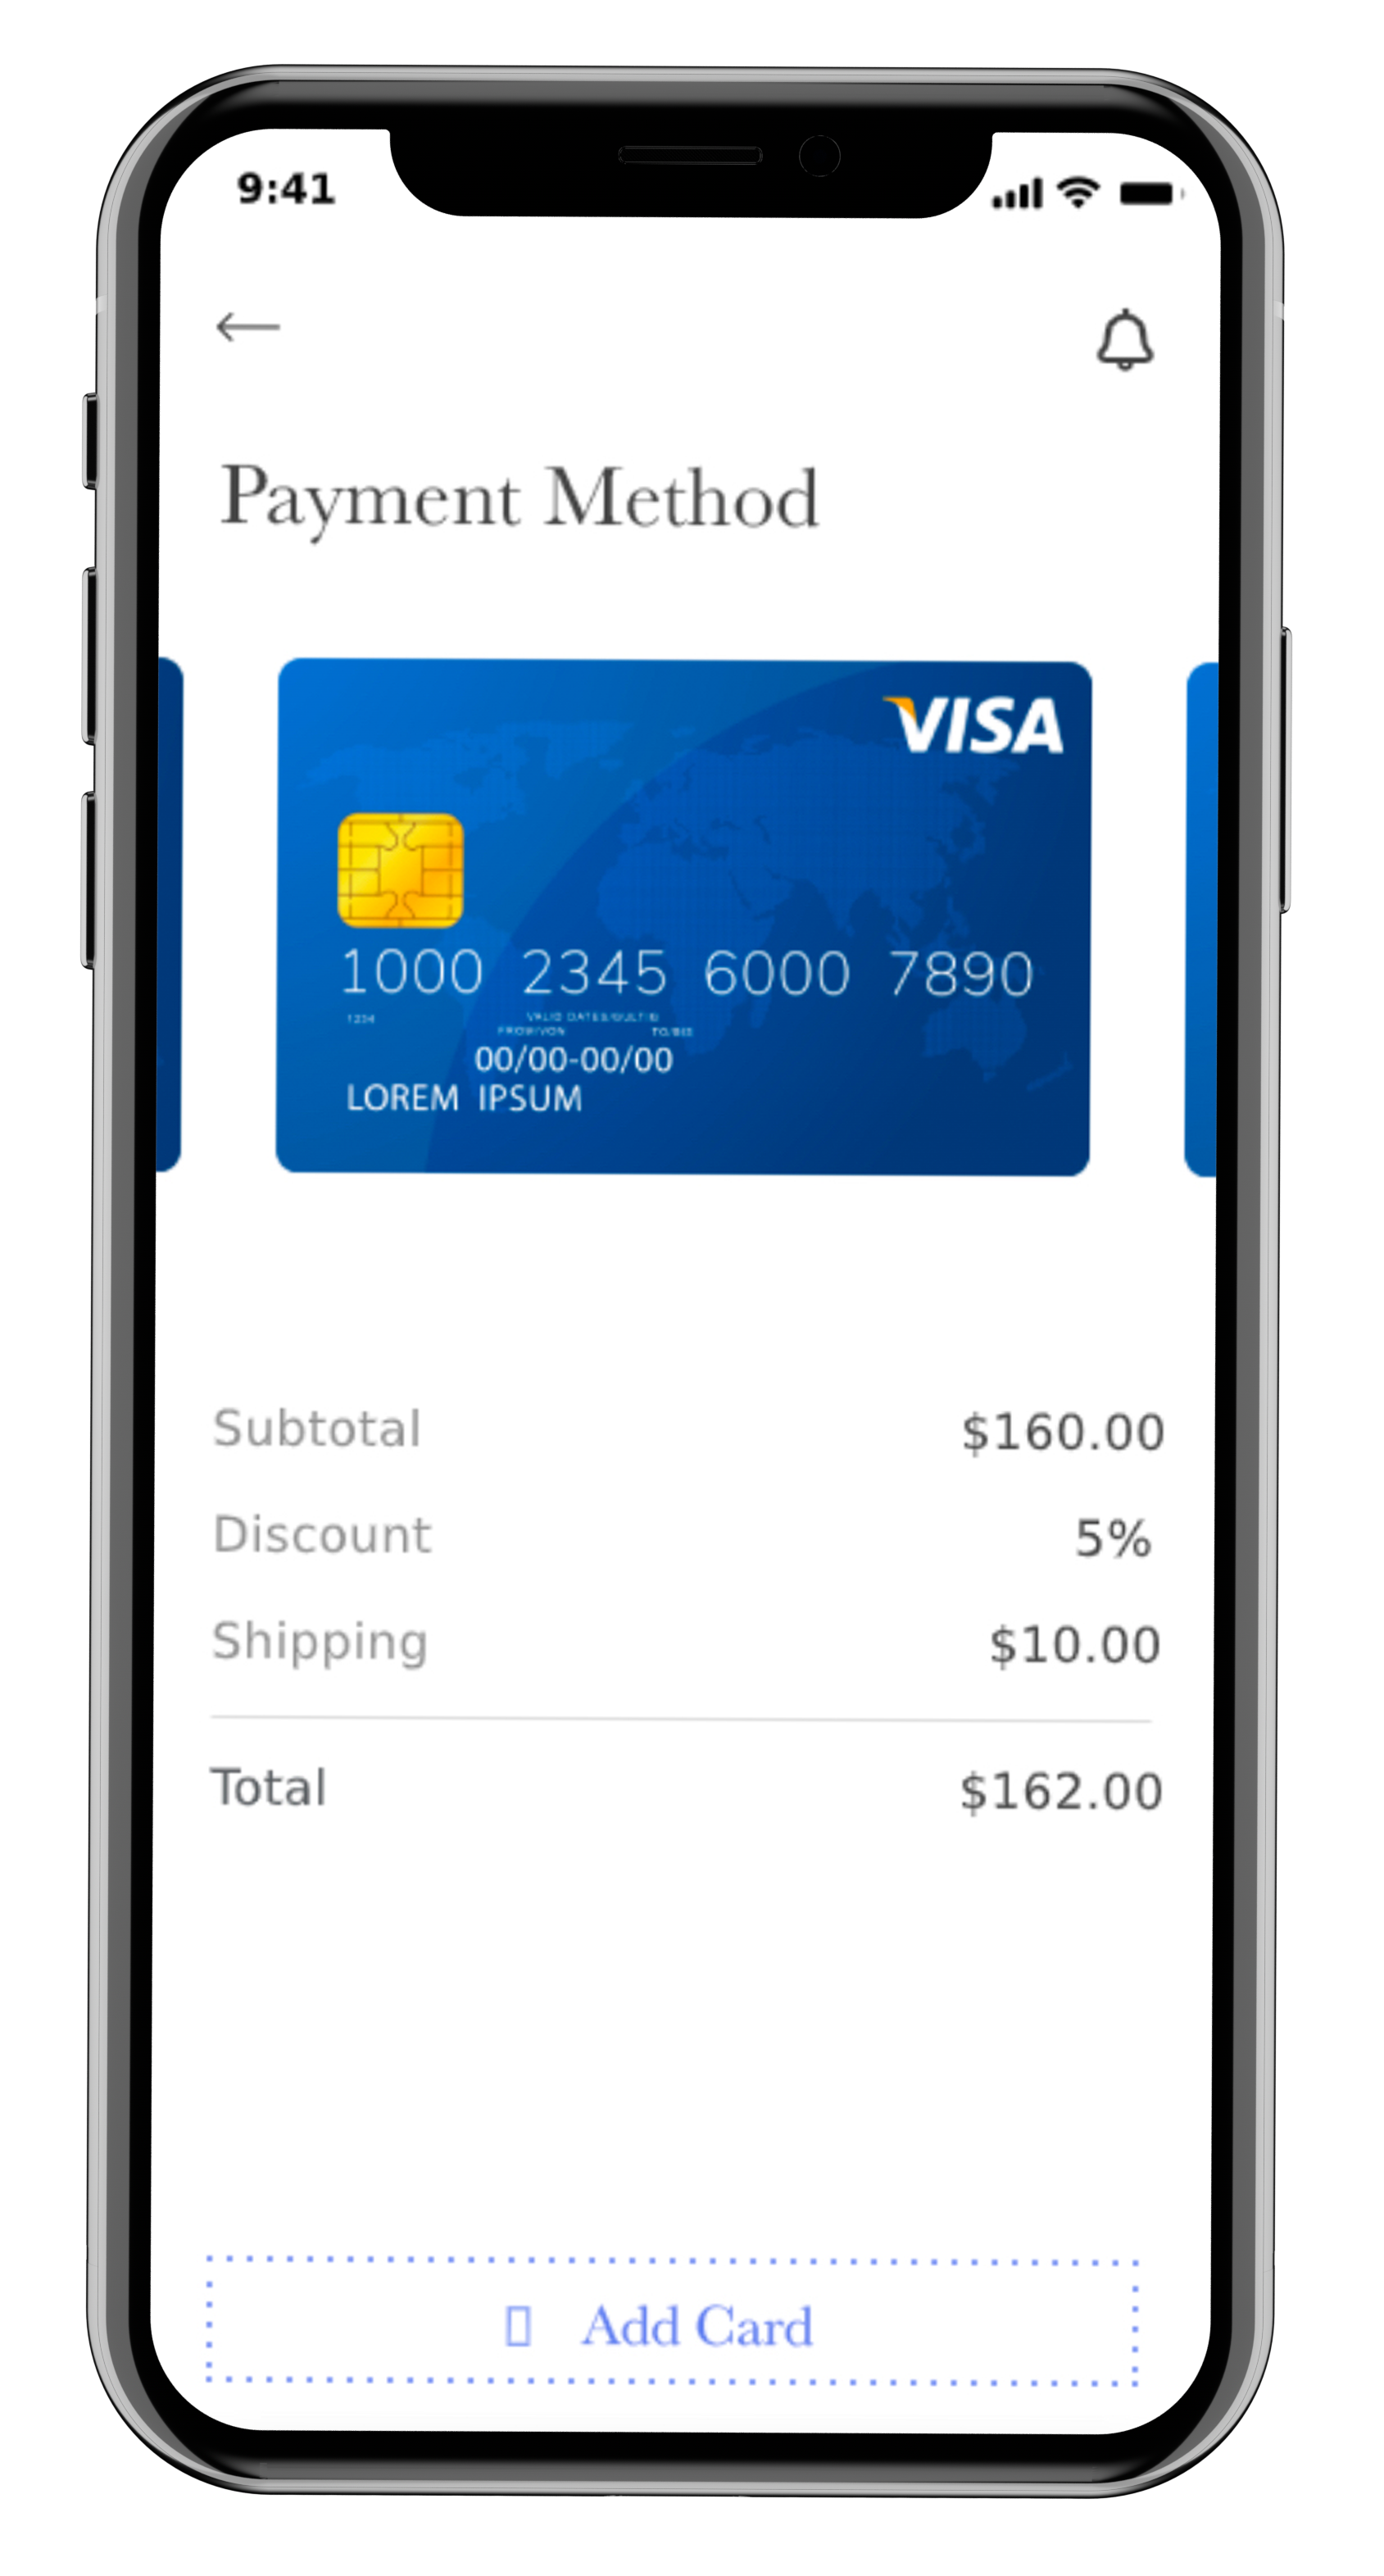 9:41
Payment Method
VISA
1000 2345 6000 7890
1234
VALID DATES/GULTIG
FROM/VON TO/BIS
00/00-00/00
LOREM IPSUM
Subtotal $160.00
Discount 5%
Shipping $10.00
Total $162.00
Add Card